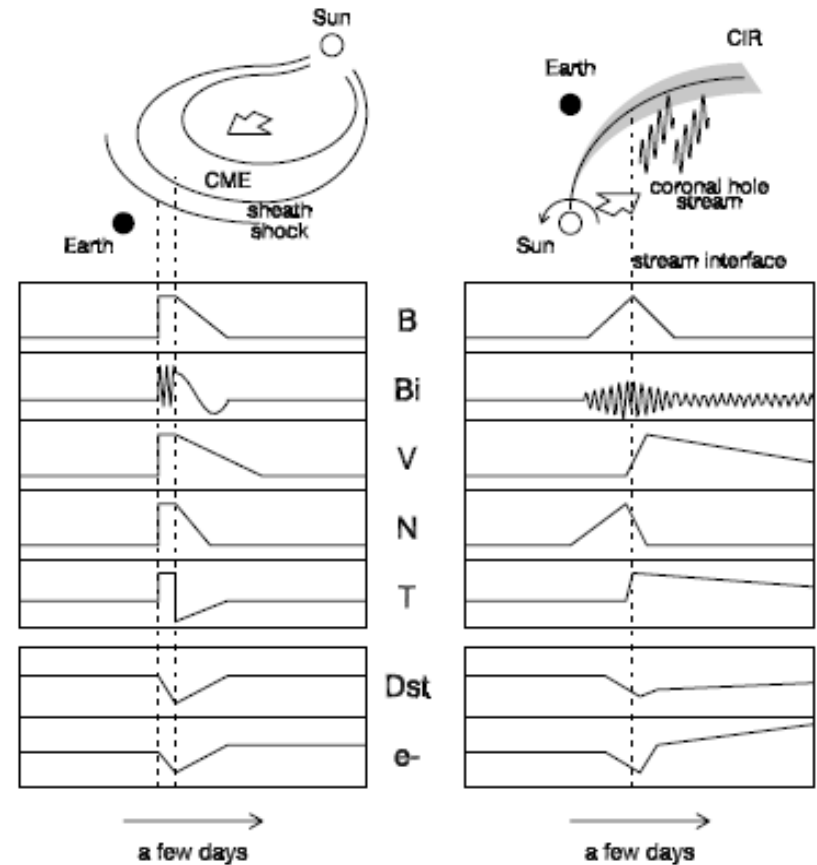 Sun
CME
sheath
shock
Earth
CIR
Earth
coronal hole
stream
Sun
stream interface
B
Bi
V
N
T
Dst
e-
a few days
a few days